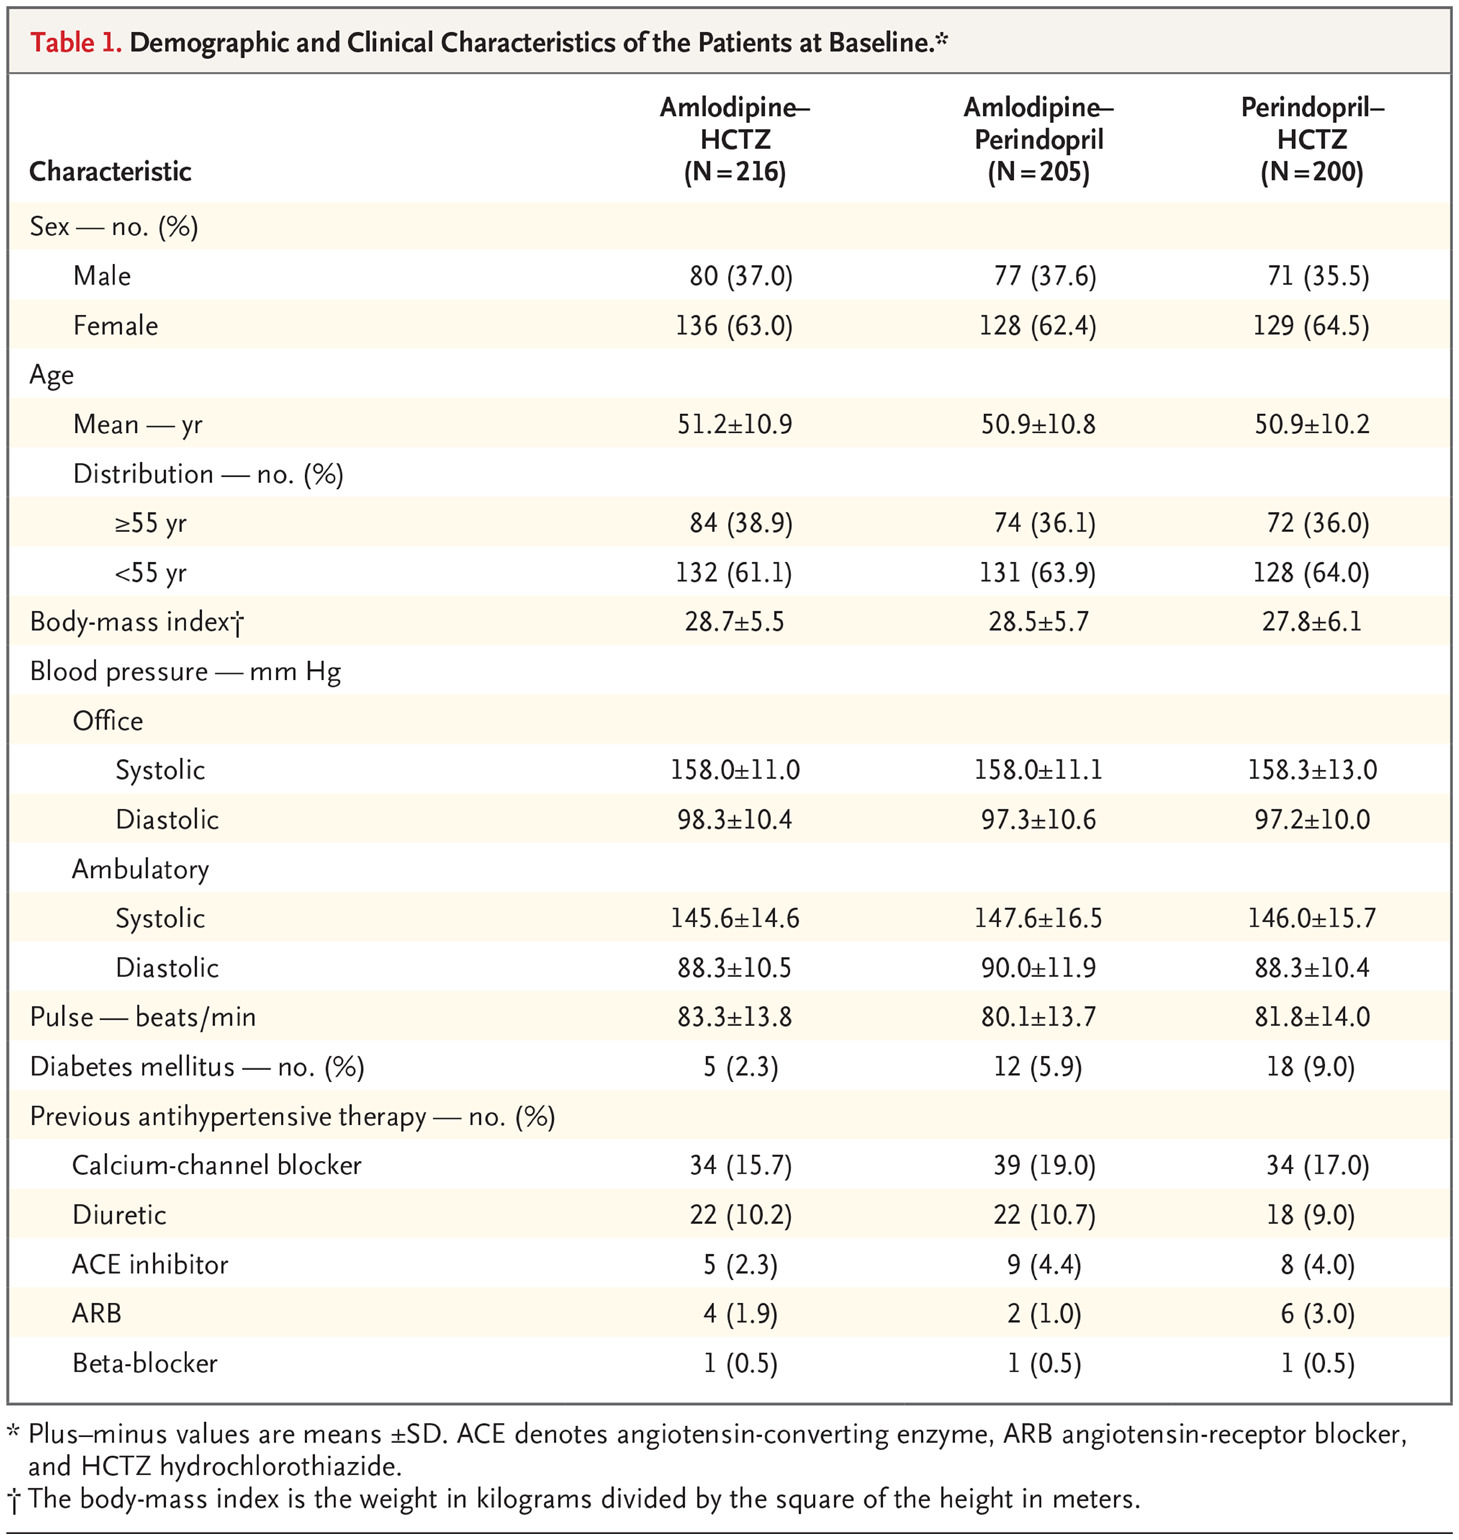 Table 1. Demographic and Clinical Characteristics of the Patients at Baseline.*
Characteristic Amlodipine–HCTZ (N=216) Amlodipine–Perindopril (N=205) Perindopril–HCTZ (N=200)
Sex — no. (%)
Male 80 (37.0) 77 (37.6) 71 (35.5)
Female 136 (63.0) 128 (62.4) 129 (64.5)
Age
Mean — yr 51.2±10.9 50.9±10.8 50.9±10.2
Distribution — no. (%)
≥55 yr 84 (38.9) 74 (36.1) 72 (36.0)
<55 yr 132 (61.1) 131 (63.9) 128 (64.0)
Body-mass index† 28.7±5.5 28.5±5.7 27.8±6.1
Blood pressure — mm Hg
Office
Systolic 158.0±11.0 158.0±11.1 158.3±13.0
Diastolic 98.3±10.4 97.3±10.6 97.2±10.0
Ambulatory
Systolic 145.6±14.6 147.6±16.5 146.0±15.7
Diastolic 88.3±10.5 90.0±11.9 88.3±10.4
Pulse — beats/min 83.3±13.8 80.1±13.7 81.8±14.0
Diabetes mellitus — no. (%) 5 (2.3) 12 (5.9) 18 (9.0)
Previous antihypertensive therapy — no. (%)
Calcium-channel blocker 34 (15.7) 39 (19.0) 34 (17.0)
Diuretic 22 (10.2) 22 (10.7) 18 (9.0)
ACE inhibitor 5 (2.3) 9 (4.4) 8 (4.0)
ARB 4 (1.9) 2 (1.0) 6 (3.0)
Beta-blocker 1 (0.5) 1 (0.5) 1 (0.5)
* Plus–minus values are means ±SD. ACE denotes angiotensin-converting enzyme, ARB angiotensin-receptor blocker,
and HCTZ hydrochlorothiazide.
† The body-mass index is the weight in kilograms divided by the square of the height in meters.